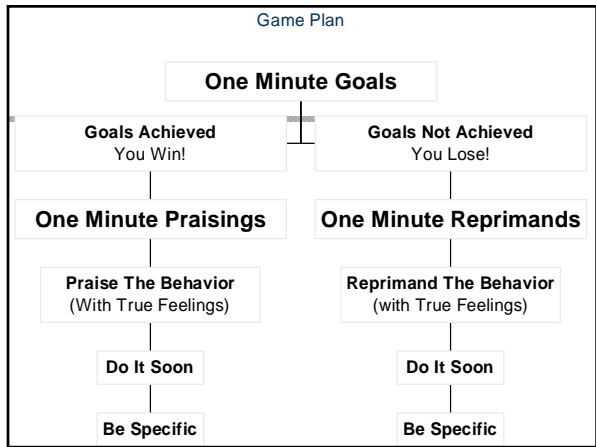 Game Plan
One Minute Goals
Goals Achieved
You Win!
Goals Not Achieved
You Lose!
One Minute Praisings
One Minute Reprimands
Praise The Behavior
(With True Feelings)
Reprimand The Behavior
(with True Feelings)
Do It Soon
Do It Soon
Be Specific
Be Specific